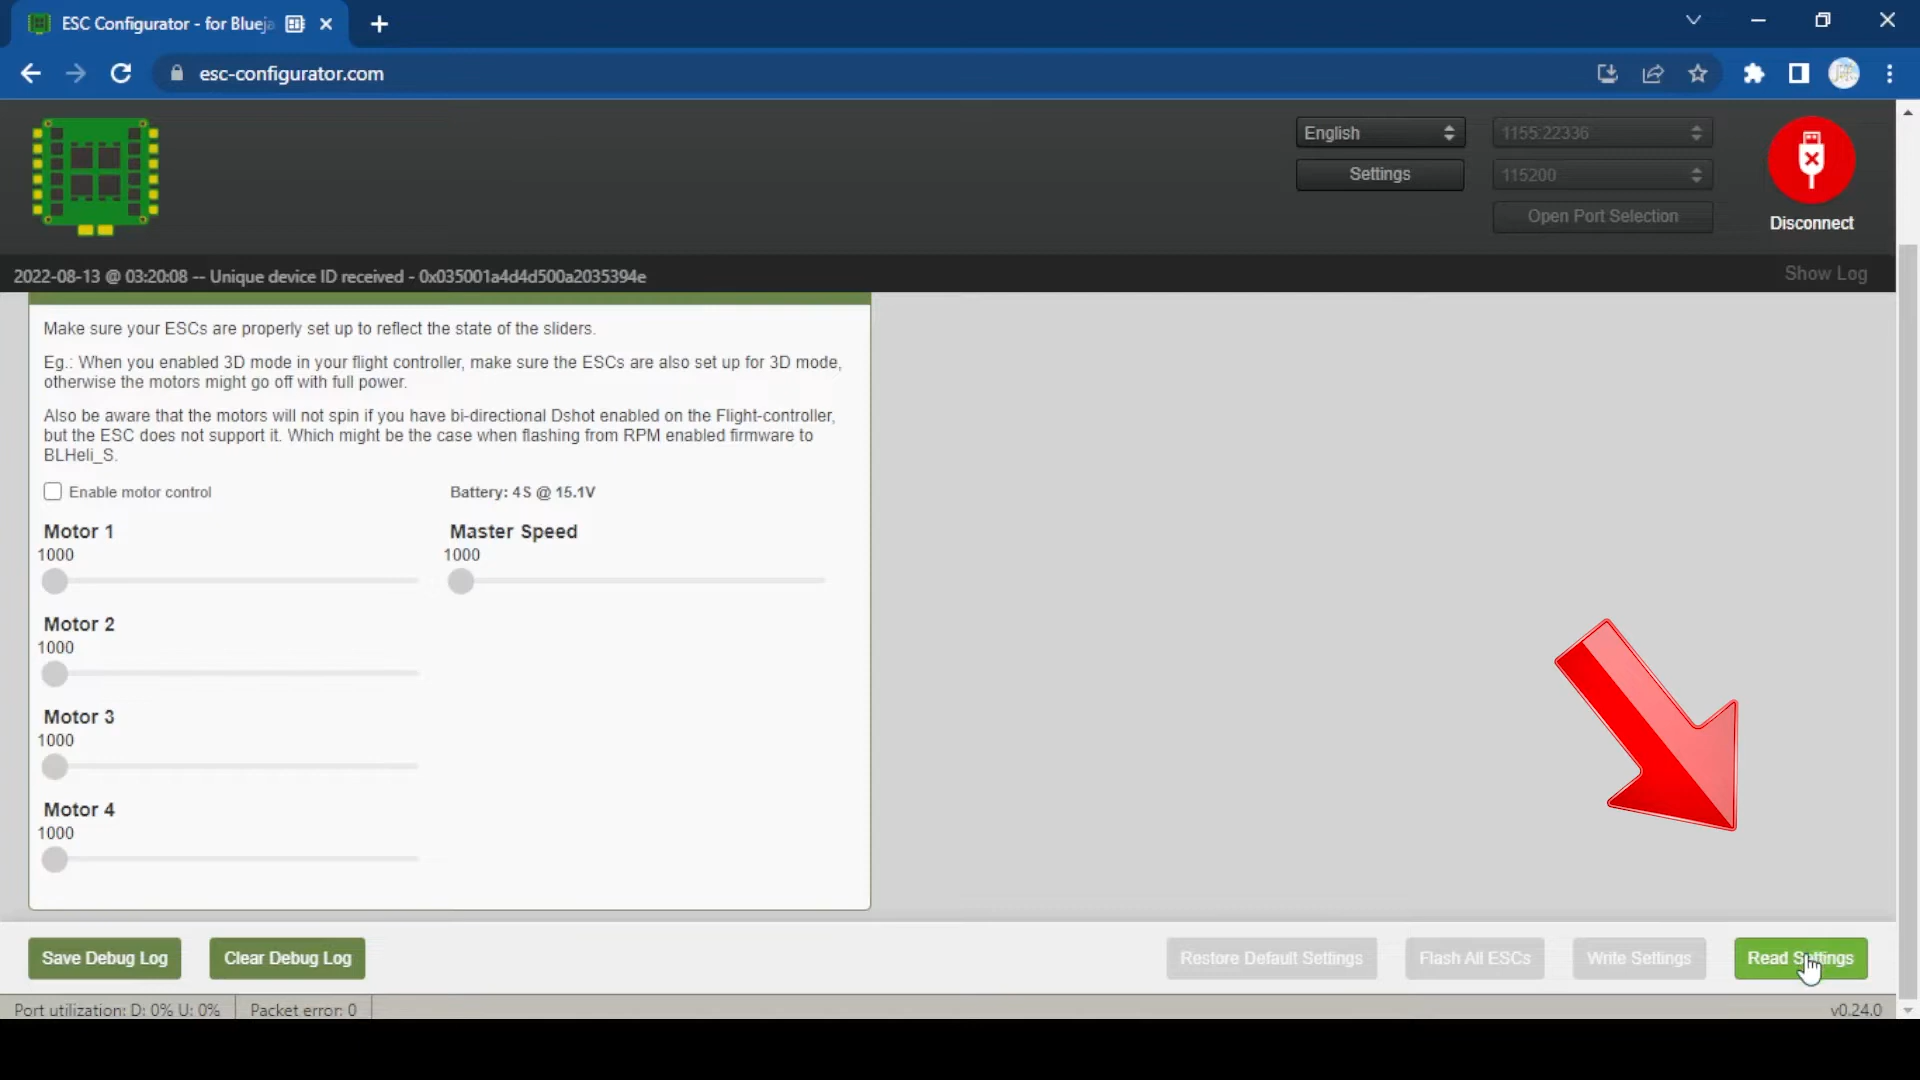 ESC Configurator - for Blueja
esc-configurator.com
English
1155:22336
Settings
115200
Open Port Selection
Disconnect
2022-08-13 @ 03:20:08 -- Unique device ID received - 0x035001a4d4d500a2035394e
Show Log
Make sure your ESCs are properly set up to reflect the state of the sliders.
Eg.: When you enabled 3D mode in your flight controller, make sure the ESCs are also set up for 3D mode,
otherwise the motors might go off with full power.
Also be aware that the motors will not spin if you have bi-directional Dshot enabled on the Flight-controller,
but the ESC does not support it. Which might be the case when flashing from RPM enabled firmware to
BLHeli_S.
Enable motor control
Battery: 4S @ 15.1V
Motor 1
1000
Master Speed
1000
Motor 2
1000
Motor 3
1000
Motor 4
1000
Save Debug Log
Clear Debug Log
Restore Default Settings
Flash All ESCs
Write Settings
Read Settings
Port utilization: D: 0% U: 0%
Packet error: 0
v0.24.0